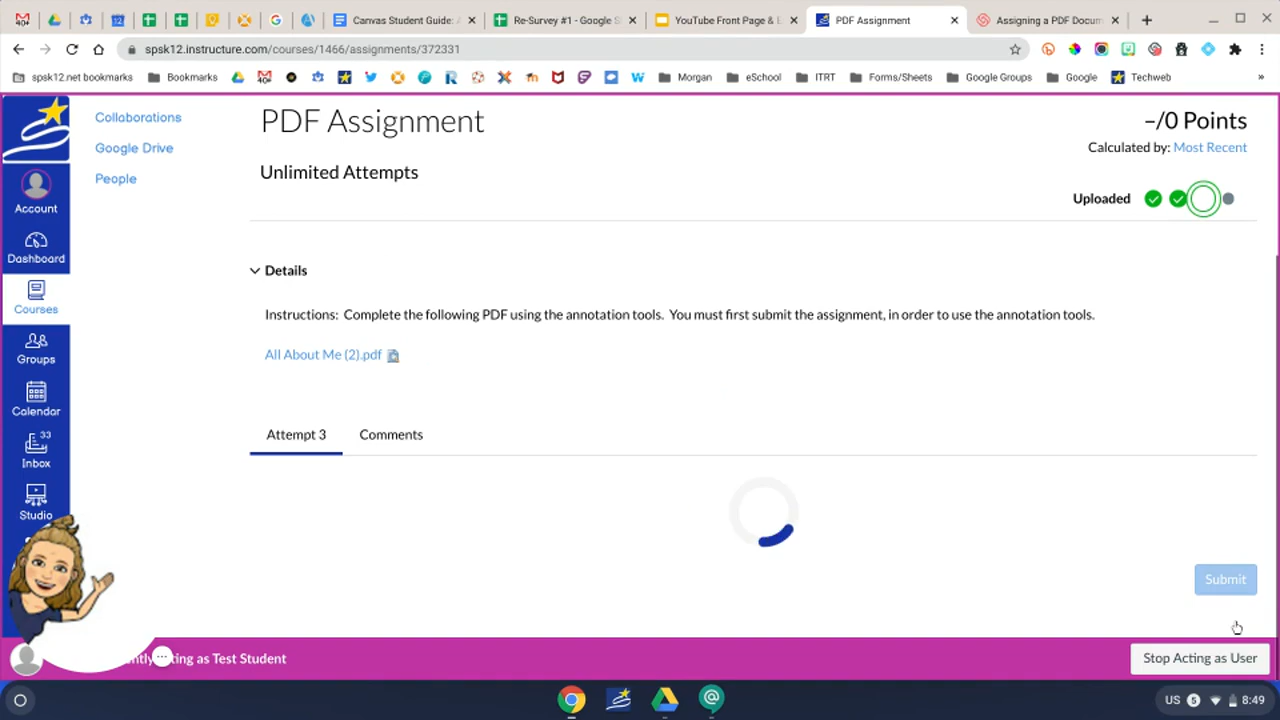 Canvas Student Guide: A
Re-Survey #1 - Google S
YouTube Front Page & E
PDF Assignment
Assigning a PDF Docum
spsk12.instructure.com/courses/1466/assignments/372331
spsk12.net bookmarks
Bookmarks
Morgan
eSchool
ITRT
Forms/Sheets
Google Groups
Google
Techweb
»
Collaborations
Google Drive
People
Account
Dashboard
Courses
Groups
Calendar
33
Inbox
Studio
PDF Assignment
–/0 Points
Calculated by: Most Recent
Unlimited Attempts
Uploaded
Details
Instructions: Complete the following PDF using the annotation tools. You must first submit the assignment, in order to use the annotation tools.
All About Me (2).pdf
Attempt 3
Comments
Submit
ting as Test Student
Stop Acting as User
US
5
8:49